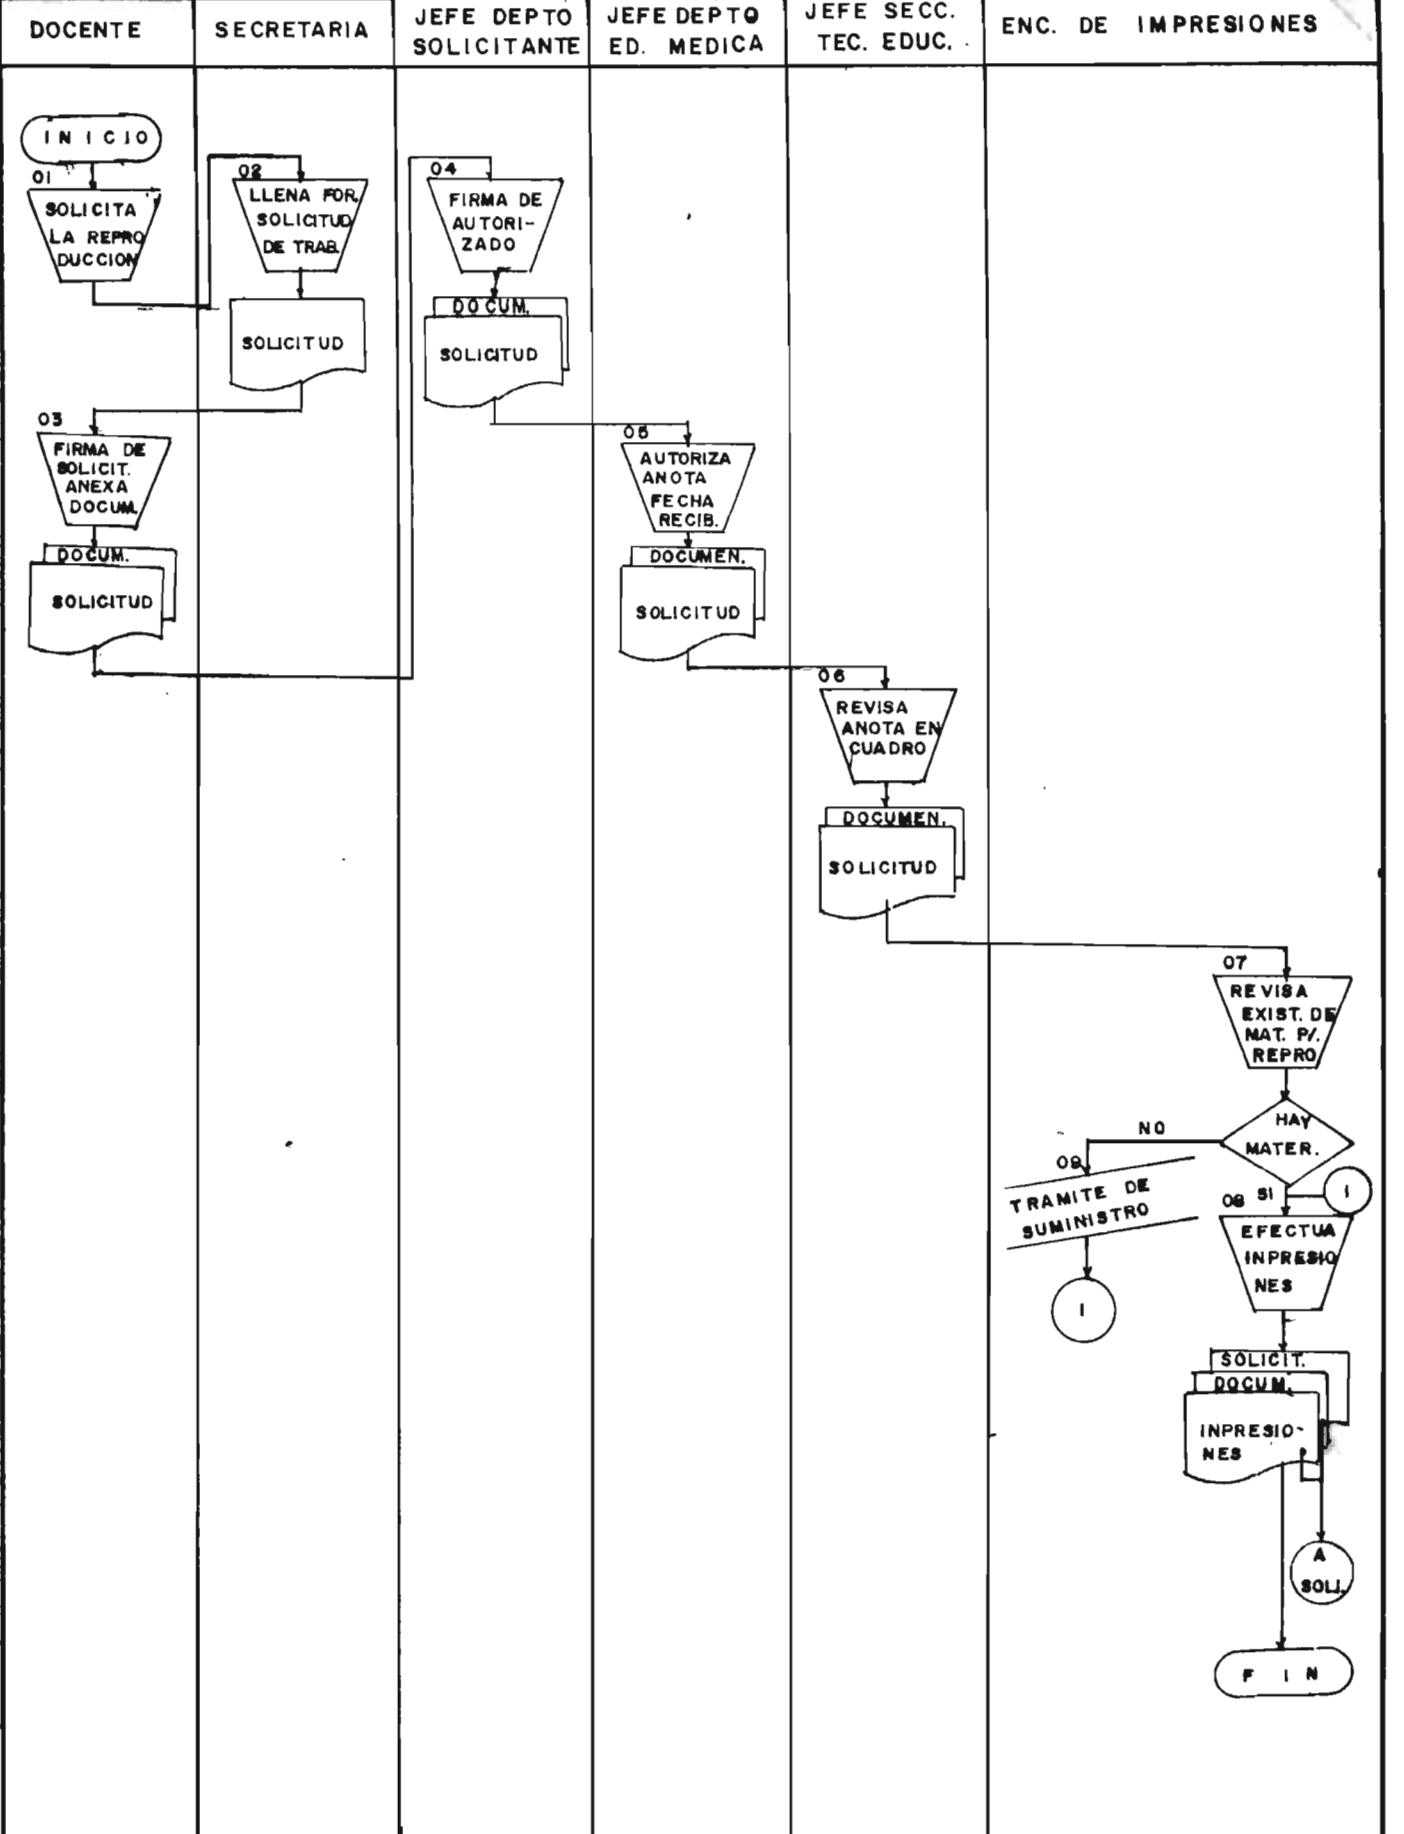 DOCENTE
SECRETARIA
JEFE DEPTO
SOLICITANTE
JEFE DEPTO
ED. MEDICA
JEFE SECC.
TEC. EDUC.
ENC. DE IMPRESIONES
INICIO
01
SOLICITA
LA REPRO
DUCCION
02
LLENA FOR.
SOLICITUD
DE TRAB.
SOLICITUD
03
FIRMA DE
SOLICIT.
ANEXA
DOCUM.
DOCUM.
SOLICITUD
04
FIRMA DE
AUTORI-
ZADO
DOCUM.
SOLICITUD
05
AUTORIZA
ANOTA
FECHA
RECIB.
DOCUMEN.
SOLICITUD
06
REVISA
ANOTA EN
CUADRO
DOCUMEN.
SOLICITUD
07
REVISA
EXIST. DE
MAT. P/.
REPRO
HAY
MATER.
NO
09
TRAMITE DE
SUMINISTRO
1
SI
1
08
EFECTUA
INPRESIO
NES
SOLICIT.
DOCUM.
INPRESIO-
NES
A
SOLI.
FIN